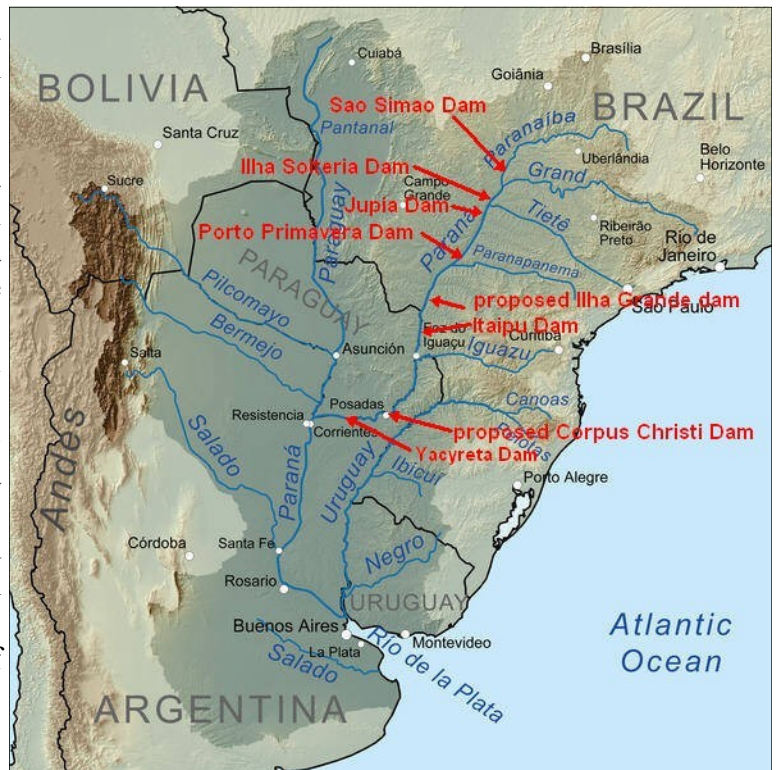 Cuiabá
Brasília
Goiânia
BOLIVIA
BRAZIL
Sao Simao Dam
Pantanal
Paranaíba
Santa Cruz
Uberlândia
Belo
Horizonte
Ilha Solteria Dam
Sucre
Campo
Grande
Grand
Jupia Dam
Tietê
Ribeirão
Preto
Paraná
Porto Primavera Dam
Rio de
Janeiro
Paraguay
Paranapanema
PARAGUAY
Pilcomayo
proposed Ilha Grande dam
São Paulo
Bermejo
Itaipu Dam
Foz do
Iguaçu
Curitiba
Iguazu
Asunción
Salta
Canoas
Posadas
Resistencia
Corrientes
proposed Corpus Christi Dam
Pelotas
Yacyreta Dam
Salado
Ibicuí
Uruguay
Paraná
Andes
Porto Alegre
Córdoba
Santa Fe
Negro
Rosario
URUGUAY
Buenos Aires
Montevideo
La Plata
Río de la Plata
Salado
Atlantic
Ocean
ARGENTINA